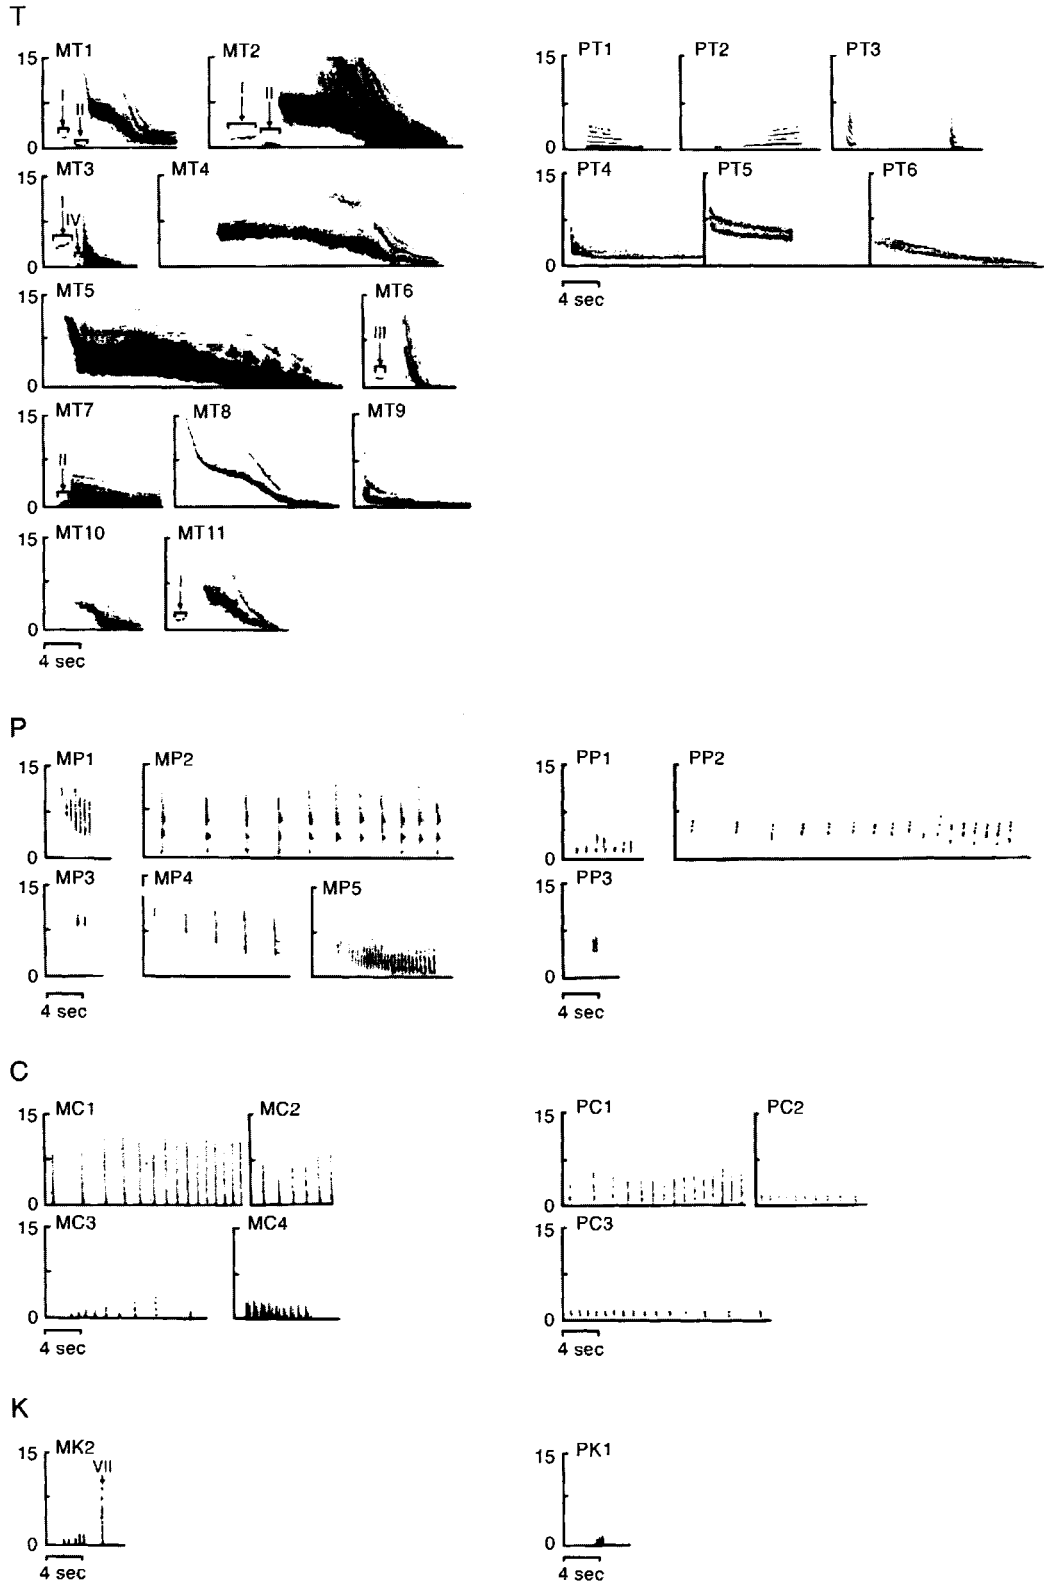 T
MT1 MT2 PT1 PT2 PT3
15 15
I II I II
0 0
MT3 MT4 PT4 PT5 PT6
15 15
I IV
0 0
4 sec
MT5 MT6
15
III
0
MT7 MT8 MT9
15
II
0
MT10 MT11
15
I
0
4 sec
P
MP1 MP2 PP1 PP2
15 15
0 0
MP3 MP4 MP5 PP3
15 15
0 0
4 sec 4 sec
C
MC1 MC2 PC1 PC2
15 15
0 0
MC3 MC4 PC3
15 15
0 0
4 sec 4 sec
K
MK2 PK1
15 VII 15
0 0
4 sec 4 sec